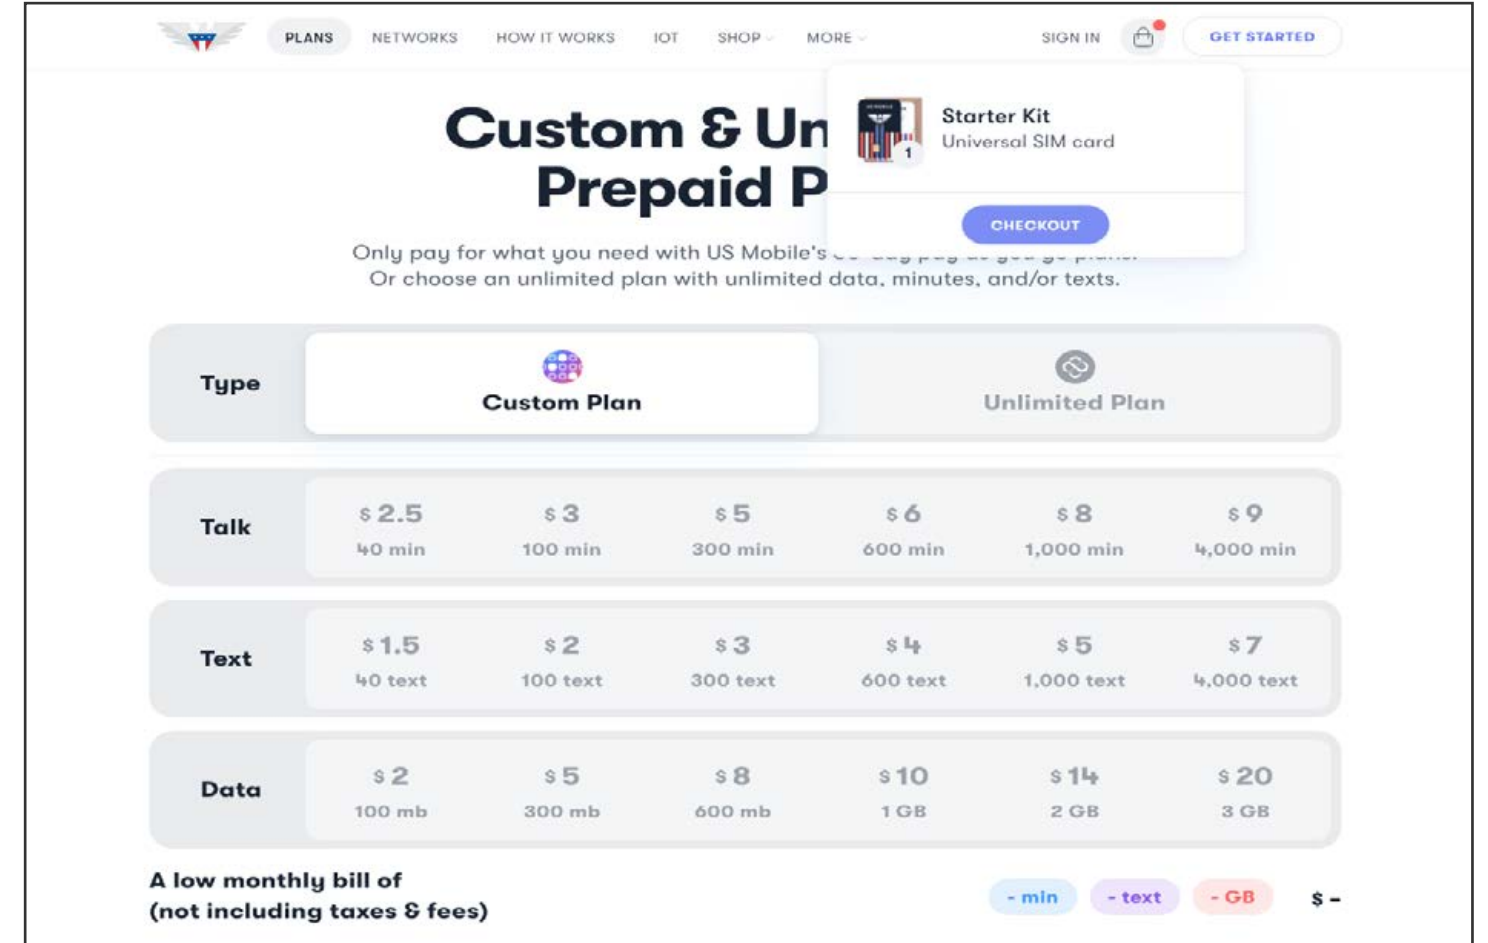 PLANS NETWORKS HOW IT WORKS IOT SHOP MORE SIGN IN GET STARTED
Custom & Un
Prepaid P
Starter Kit
Universal SIM card
1
CHECKOUT
Only pay for what you need with US Mobile's
Or choose an unlimited plan with unlimited data, minutes, and/or texts.
Type
Custom Plan
Unlimited Plan
Talk
$ 2.5 $ 3 $ 5 $ 6 $ 8 $ 9
40 min 100 min 300 min 600 min 1,000 min 4,000 min
Text
$ 1.5 $ 2 $ 3 $ 4 $ 5 $ 7
40 text 100 text 300 text 600 text 1,000 text 4,000 text
Data
$ 2 $ 5 $ 8 $ 10 $ 14 $ 20
100 mb 300 mb 600 mb 1 GB 2 GB 3 GB
A low monthly bill of
(not including taxes & fees)
- min - text - GB $ -